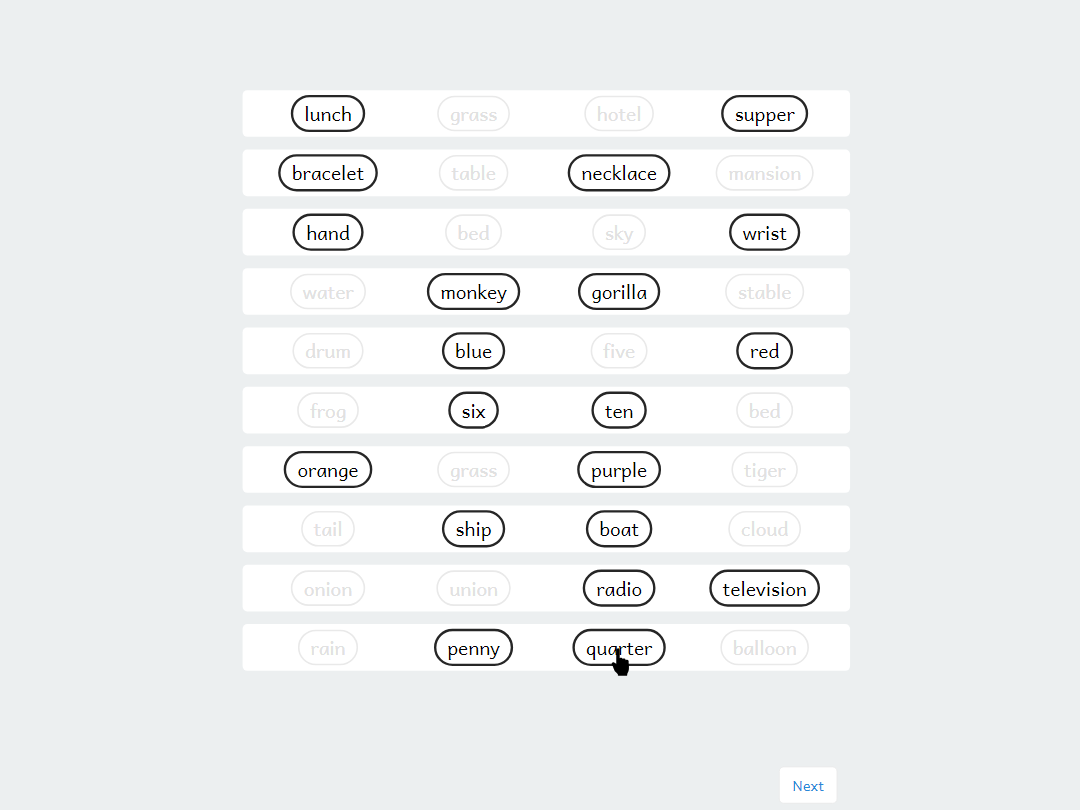 lunch grass hotel supper
bracelet table necklace mansion
hand bed sky wrist
water monkey gorilla stable
drum blue five red
frog six ten bed
orange grass purple tiger
tail ship boat cloud
onion union radio television
rain penny quarter balloon
Next